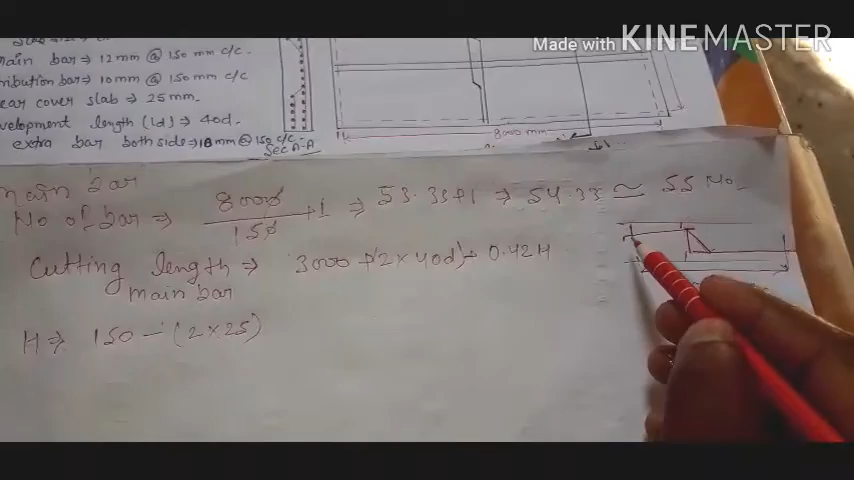 Made with KINEMASTER
main bar ⇒ 12 mm @ 150 mm c/c.
ribution bar ⇒ 10 mm @ 150 mm c/c
ear cover slab ⇒ 25 mm.
velopment length (Ld) ⇒ 40d.
extra bar both side ⇒ 10 mm @ 150 c/c.
Sec A-A
8000 mm
main bar
No of bar ⇒ 8000/150 + 1 ⇒ 53.33+1 ⇒ 54.33 ≃ 55 No
Cutting length ⇒ 3000 + (2 × 40d) + 0.42H
main bar
H ⇒ 150 - (2 × 25)